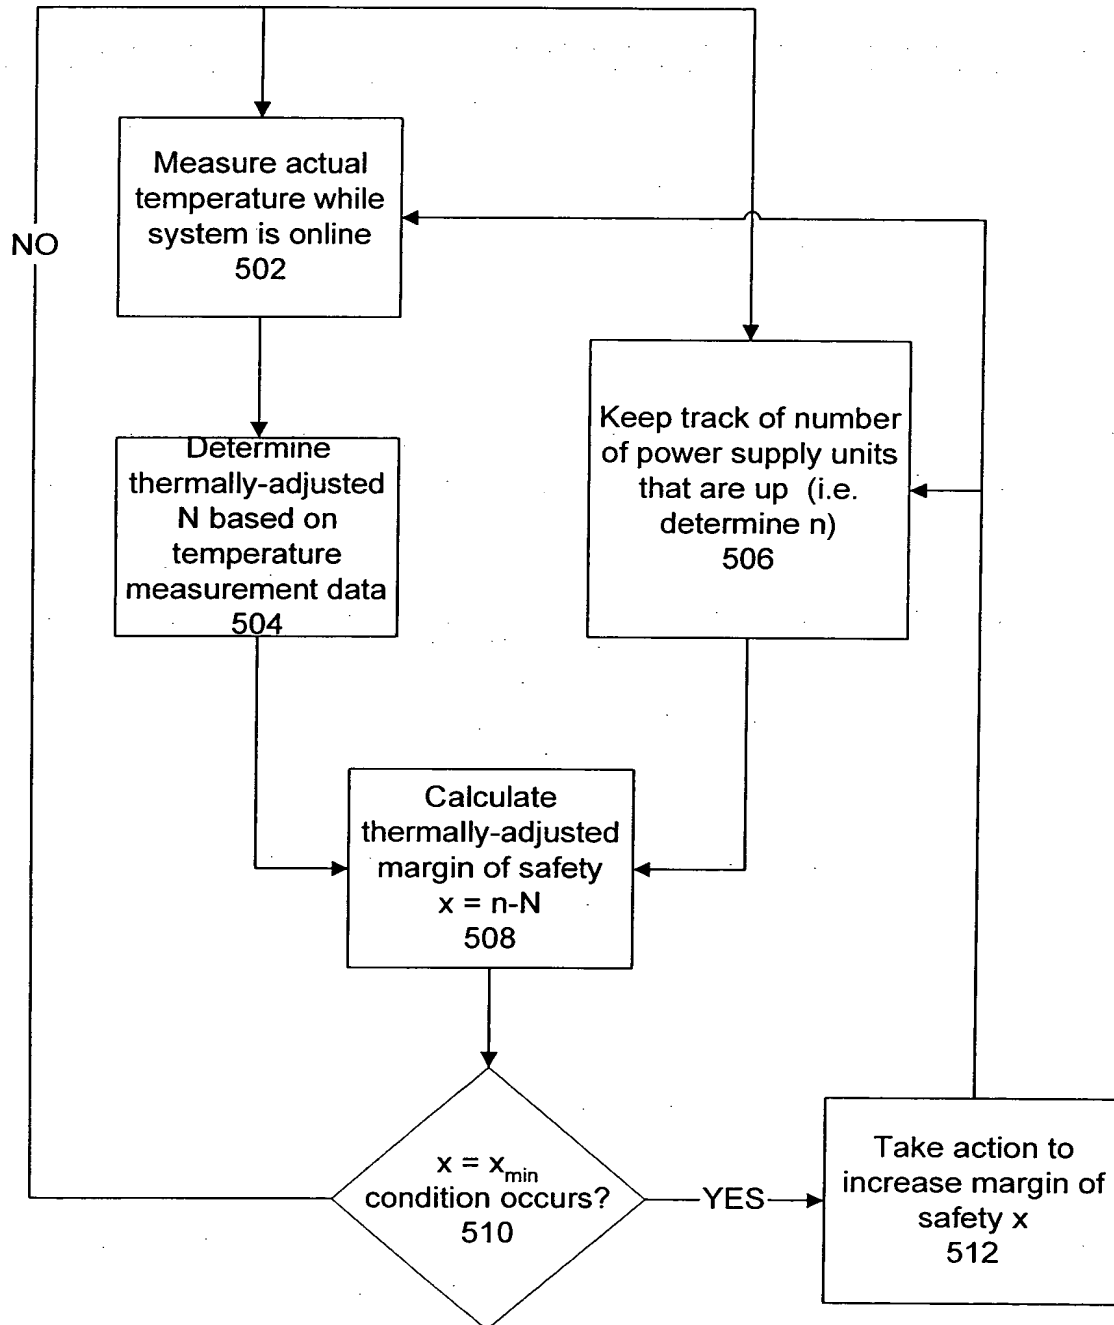 Measure actual
temperature while
system is online
502
NO
Keep track of number
of power supply units
that are up (i.e.
determine n)
506
Determine
thermally-adjusted
N based on
temperature
measurement data
504
Calculate
thermally-adjusted
margin of safety
x = n-N
508
x = xmin
condition occurs?
510
YES
Take action to
increase margin of
safety x
512